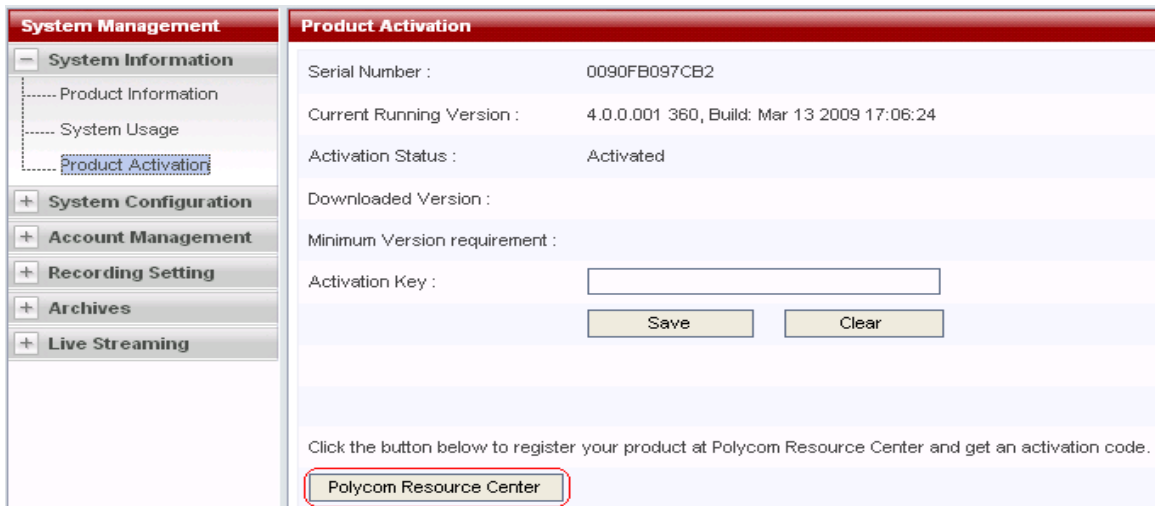 System Management
System Information
Product Information
System Usage
Product Activation
System Configuration
Account Management
Recording Setting
Archives
Live Streaming
Product Activation
Serial Number : 0090FB097CB2
Current Running Version : 4.0.0.001 360, Build: Mar 13 2009 17:06:24
Activation Status : Activated
Downloaded Version :
Minimum Version requirement :
Activation Key :
Save Clear
Click the button below to register your product at Polycom Resource Center and get an activation code.
Polycom Resource Center